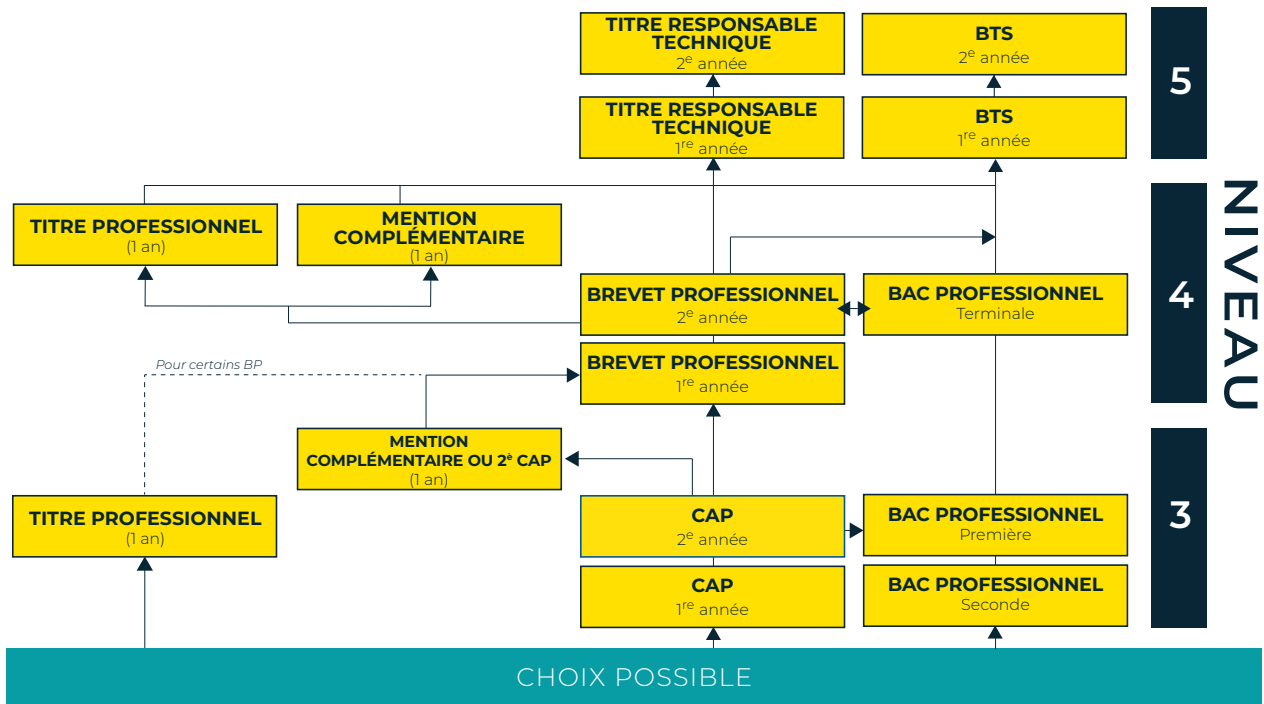 TITRE RESPONSABLE
TECHNIQUE
2e année
BTS
2e année
5
TITRE RESPONSABLE
TECHNIQUE
1re année
BTS
1re année
NIVEAU
TITRE PROFESSIONNEL
(1 an)
MENTION
COMPLÉMENTAIRE
(1 an)
4
BREVET PROFESSIONNEL
2e année
BAC PROFESSIONNEL
Terminale
Pour certains BP
BREVET PROFESSIONNEL
1re année
MENTION
COMPLÉMENTAIRE OU 2è CAP
(1 an)
3
TITRE PROFESSIONNEL
(1 an)
CAP
2e année
BAC PROFESSIONNEL
Première
CAP
1re année
BAC PROFESSIONNEL
Seconde
CHOIX POSSIBLE